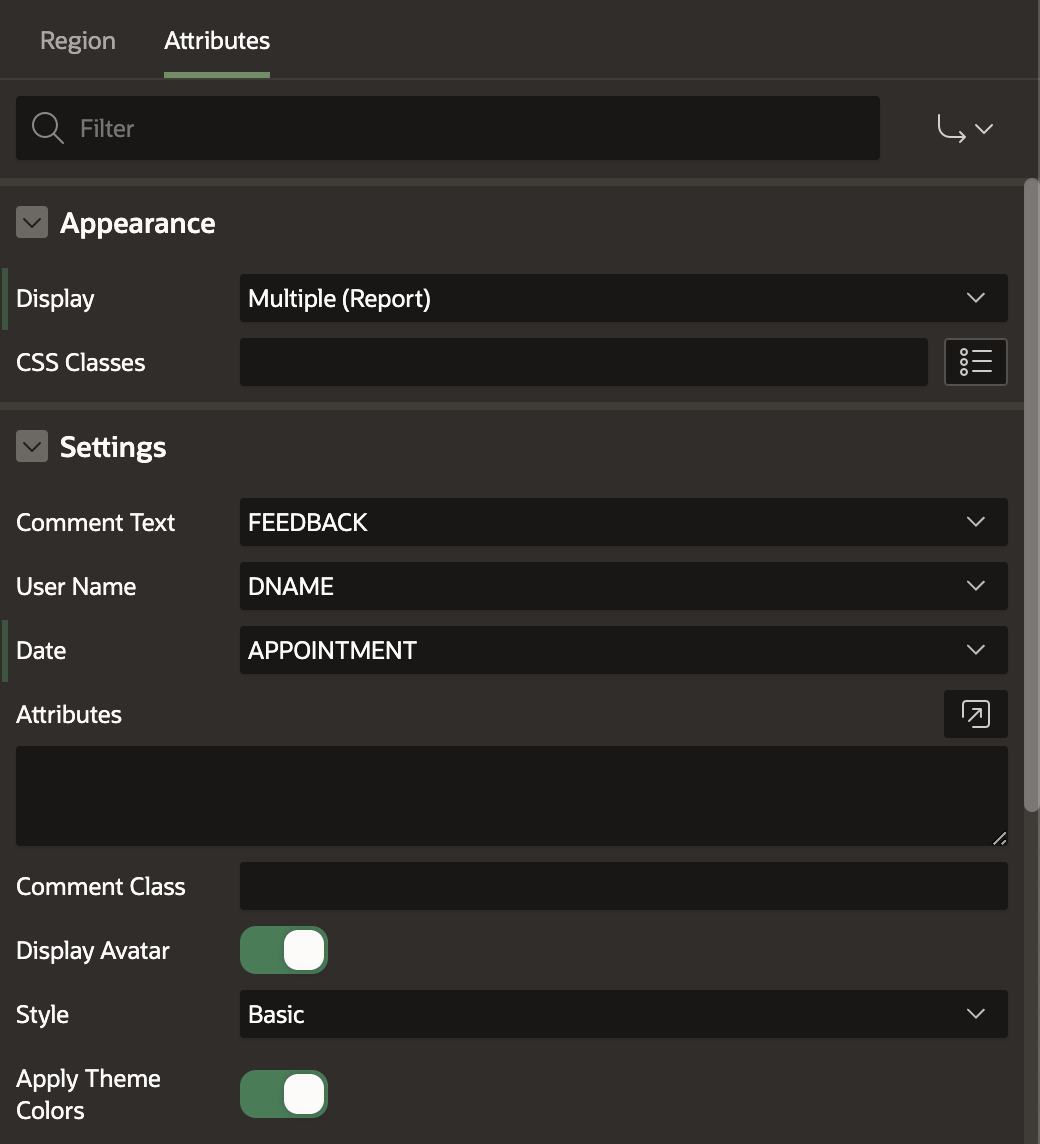 Region Attributes
Filter
Appearance
Display Multiple (Report)
CSS Classes
Settings
Comment Text FEEDBACK
User Name DNAME
Date APPOINTMENT
Attributes
Comment Class
Display Avatar
Style Basic
Apply Theme
Colors